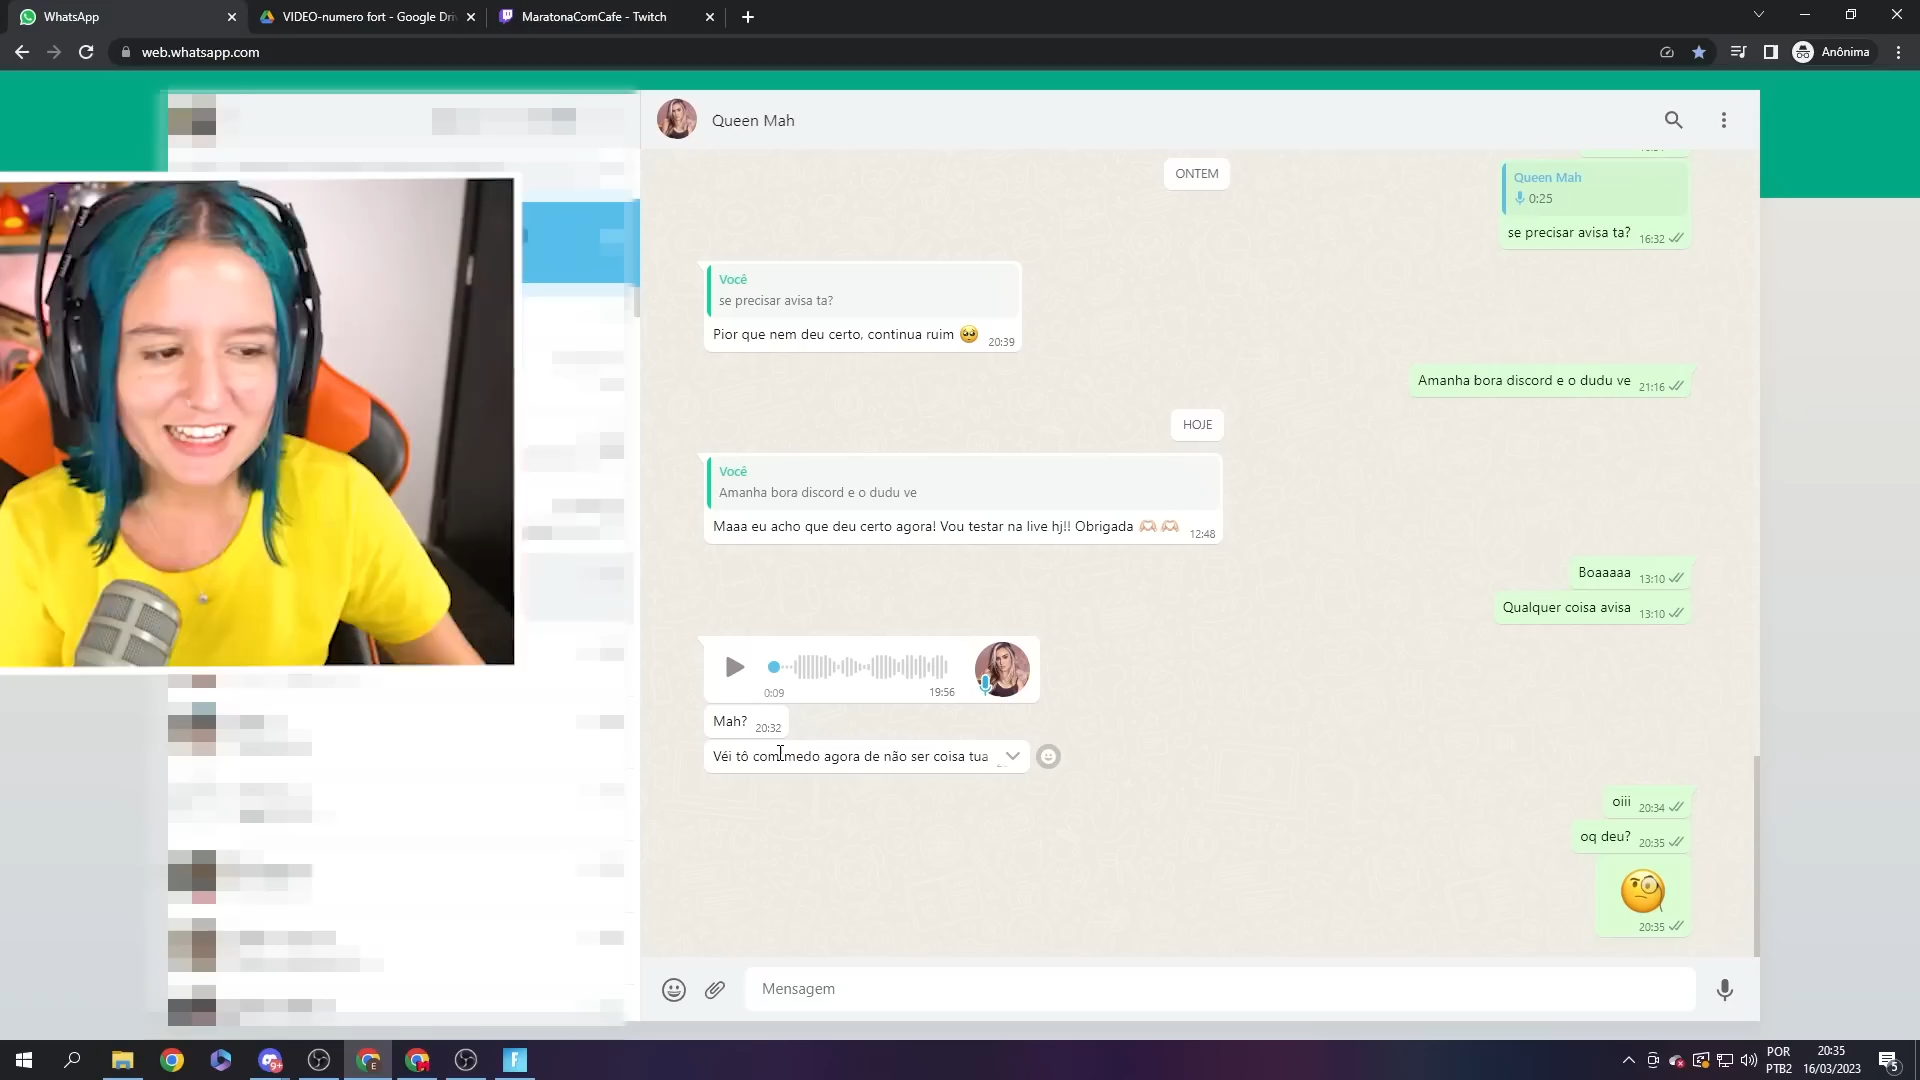 WhatsApp
VIDEO-numero fort - Google Dri
MaratonaComCafe - Twitch
web.whatsapp.com
Anônima
Queen Mah
ONTEM
Queen Mah
0:25
se precisar avisa ta?
16:32
Você
se precisar avisa ta?
Pior que nem deu certo, continua ruim 🥺
20:39
Amanha bora discord e o dudu ve
21:16
HOJE
Você
Amanha bora discord e o dudu ve
Maaa eu acho que deu certo agora! Vou testar na live hj!! Obrigada 🫶🏻🫶🏻
12:48
Boaaaaa
13:10
Qualquer coisa avisa
13:10
0:09
19:56
Mah?
20:32
Véi tô com medo agora de não ser coisa tua
oiii
20:34
oq deu?
20:35
🧐
20:35
Mensagem
9+
E
F
POR
PTB2
20:35
16/03/2023
5